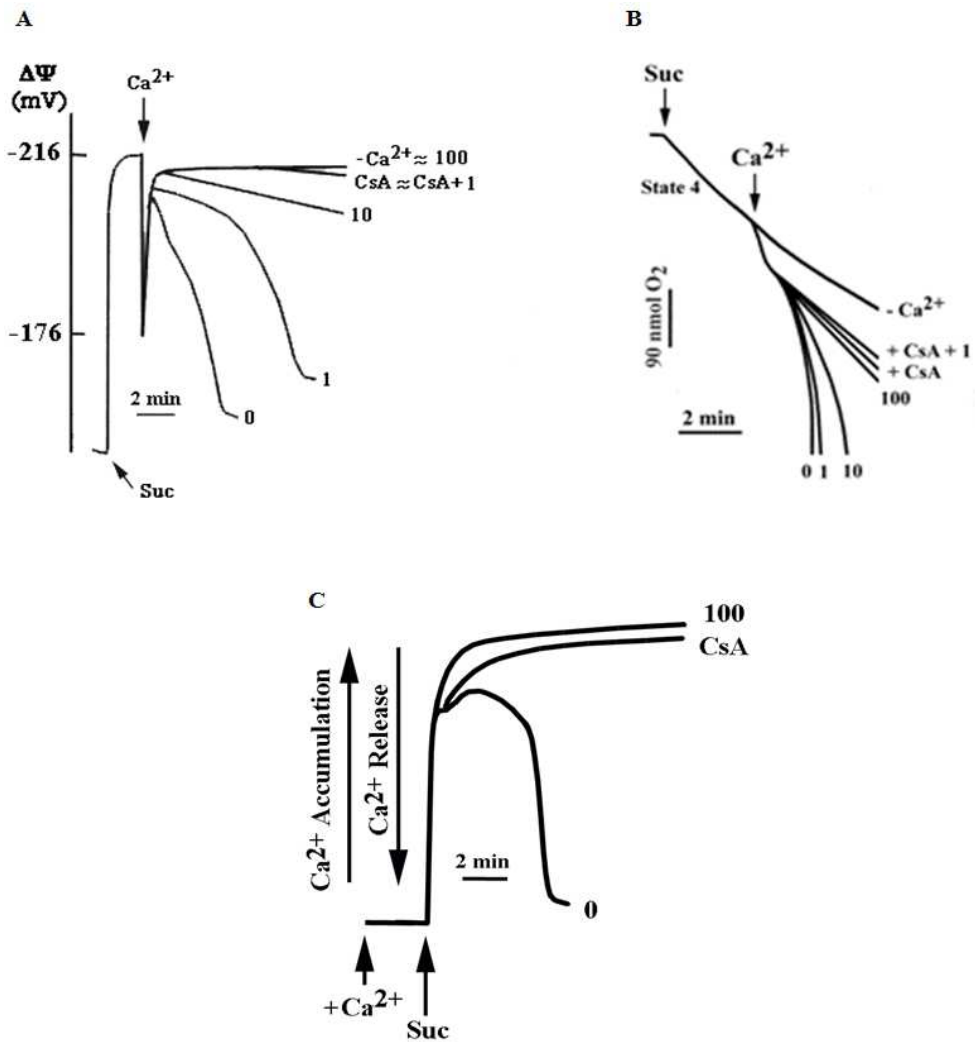 A
ΔΨ
(mV)
Ca2+
-216
-176
- Ca2+ ≈ 100
CsA ≈ CsA + 1
10
1
0
2 min
Suc
B
Suc
Ca2+
State 4
90 nmol O2
2 min
- Ca2+
+ CsA + 1
+ CsA
100
0 1 10
C
100
CsA
Ca2+ Accumulation
Ca2+ Release
2 min
0
+Ca2+
Suc